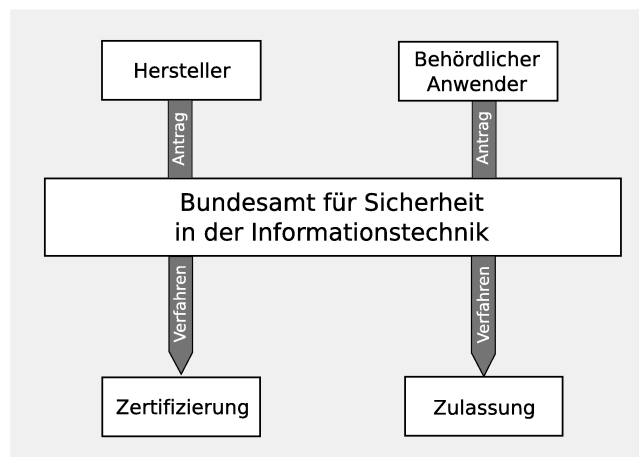 Hersteller
Behördlicher
Anwender
Antrag
Antrag
Bundesamt für Sicherheit
in der Informationstechnik
Verfahren
Verfahren
Zertifizierung
Zulassung